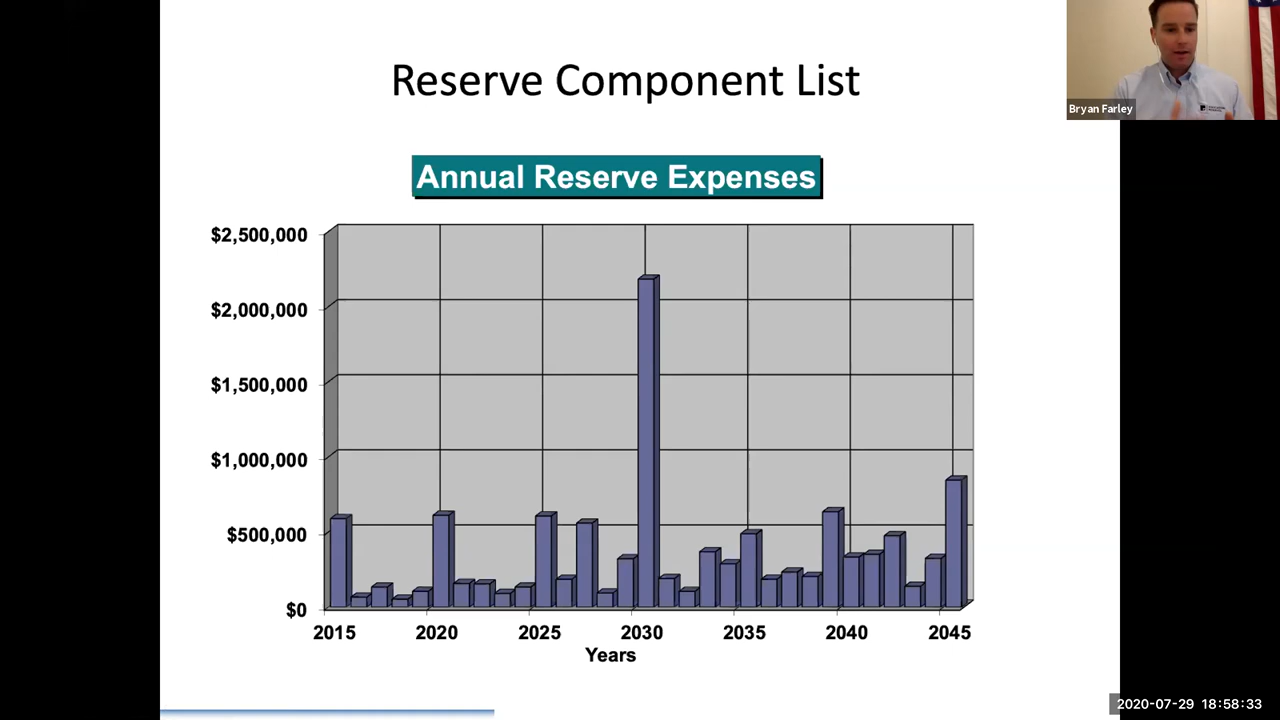 Reserve Component List
Bryan Farley
Annual Reserve Expenses
$2,500,000
$2,000,000
$1,500,000
$1,000,000
$500,000
$0
2015 2020 2025 2030 2035 2040 2045
Years
2020-07-29 18:58:33